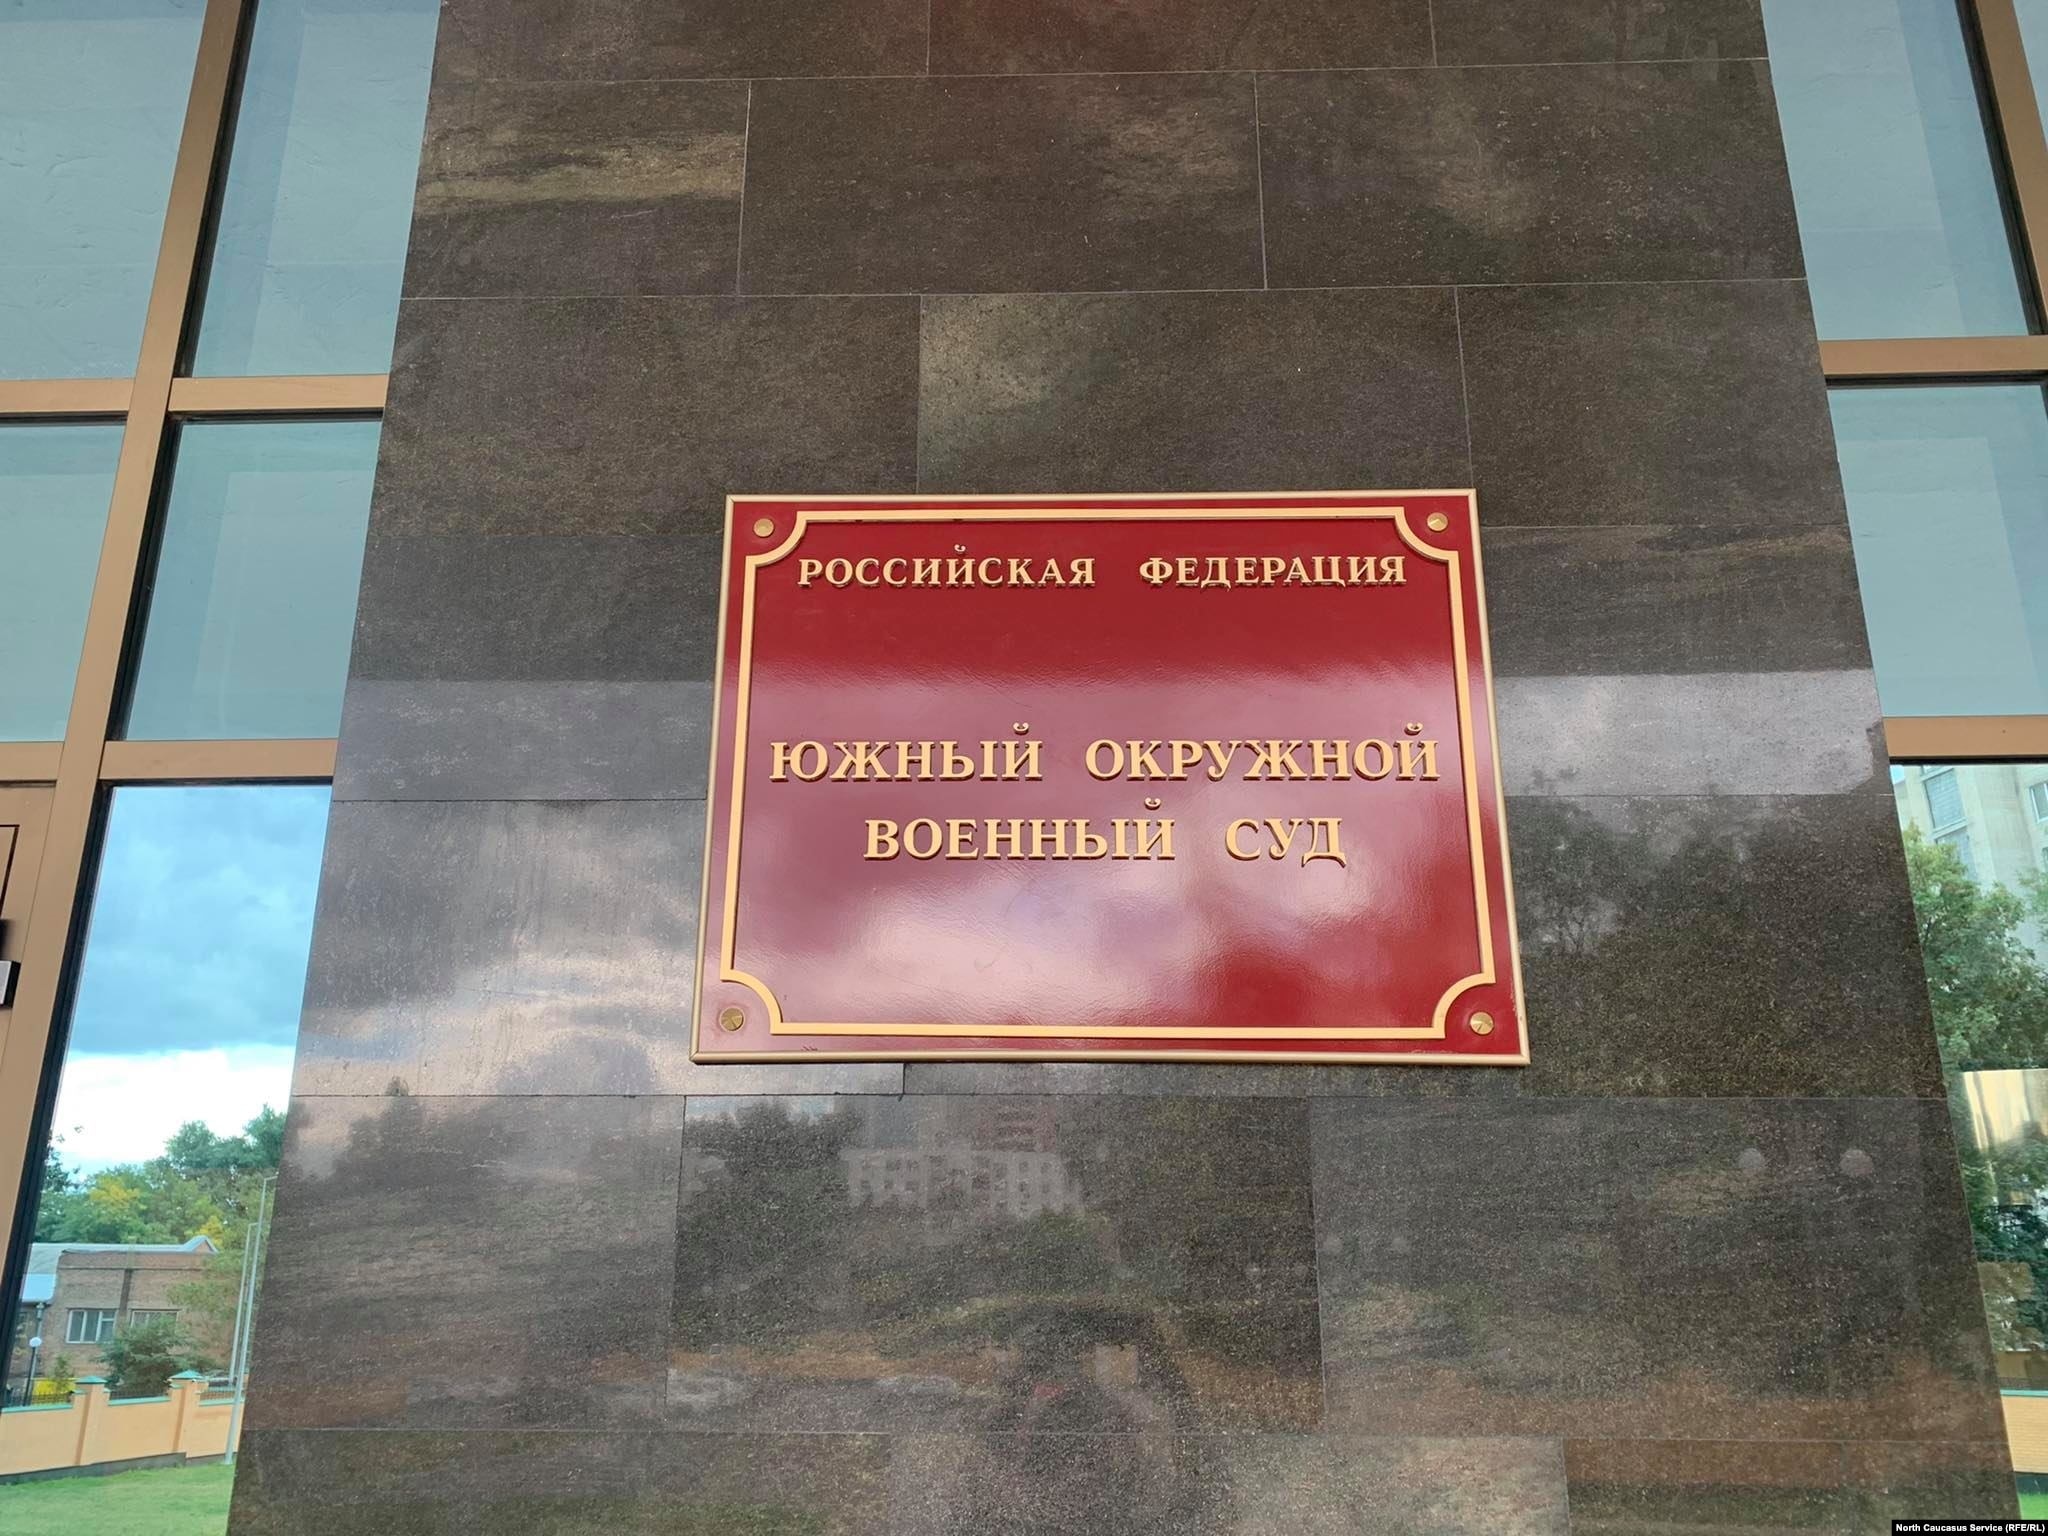 РОССИЙСКАЯ ФЕДЕРАЦИЯ
ЮЖНЫЙ ОКРУЖНОЙ
ВОЕННЫЙ СУД
North Caucasus Service (RFE/RL)